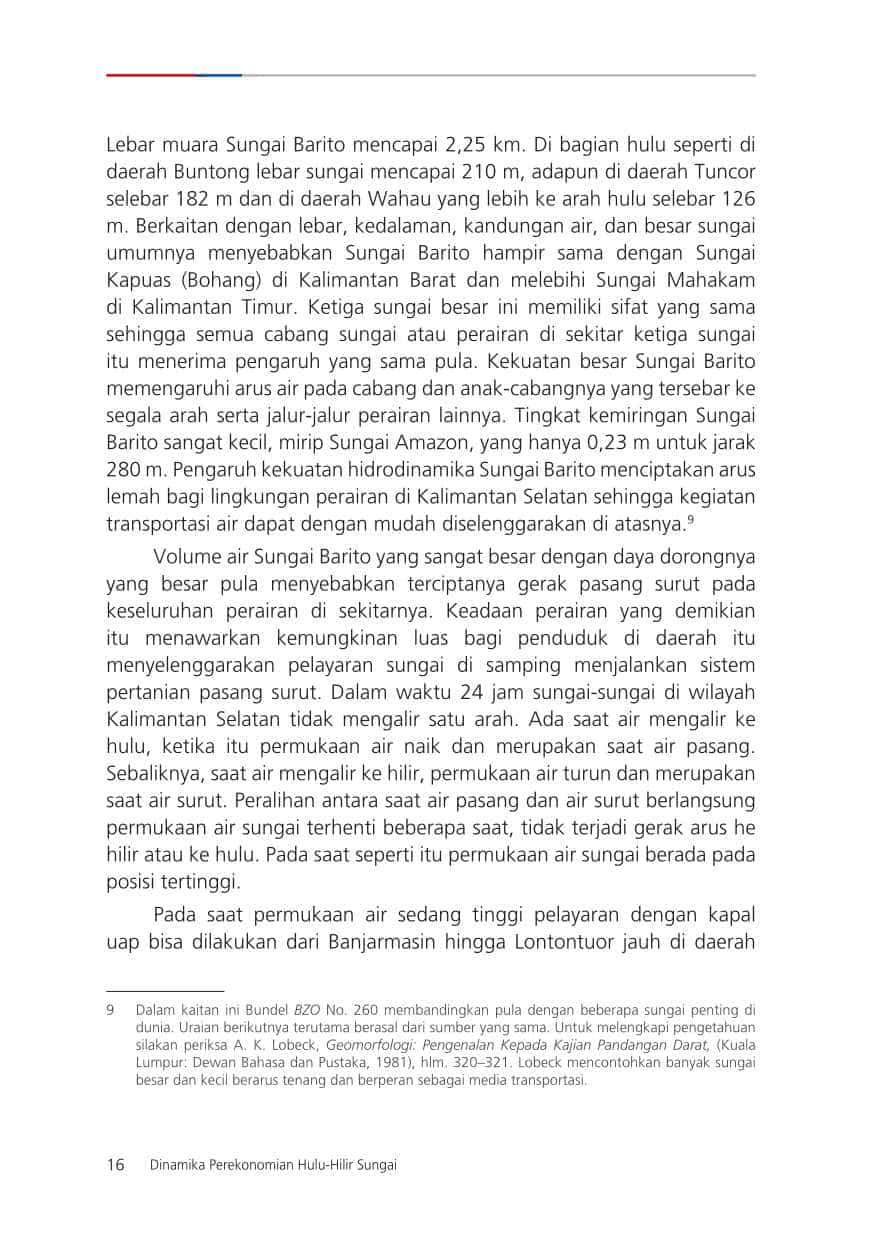 Lebar muara Sungai Barito mencapai 2,25 km. Di bagian hulu seperti di
daerah Buntong lebar sungai mencapai 210 m, adapun di daerah Tuncor
selebar 182 m dan di daerah Wahau yang lebih ke arah hulu selebar 126
m. Berkaitan dengan lebar, kedalaman, kandungan air, dan besar sungai
umumnya menyebabkan Sungai Barito hampir sama dengan Sungai
Kapuas (Bohang) di Kalimantan Barat dan melebihi Sungai Mahakam
di Kalimantan Timur. Ketiga sungai besar ini memiliki sifat yang sama
sehingga semua cabang sungai atau perairan di sekitar ketiga sungai
itu menerima pengaruh yang sama pula. Kekuatan besar Sungai Barito
memengaruhi arus air pada cabang dan anak-cabangnya yang tersebar ke
segala arah serta jalur-jalur perairan lainnya. Tingkat kemiringan Sungai
Barito sangat kecil, mirip Sungai Amazon, yang hanya 0,23 m untuk jarak
280 m. Pengaruh kekuatan hidrodinamika Sungai Barito menciptakan arus
lemah bagi lingkungan perairan di Kalimantan Selatan sehingga kegiatan
transportasi air dapat dengan mudah diselenggarakan di atasnya.⁹
Volume air Sungai Barito yang sangat besar dengan daya dorongnya
yang besar pula menyebabkan terciptanya gerak pasang surut pada
keseluruhan perairan di sekitarnya. Keadaan perairan yang demikian
itu menawarkan kemungkinan luas bagi penduduk di daerah itu
menyelenggarakan pelayaran sungai di samping menjalankan sistem
pertanian pasang surut. Dalam waktu 24 jam sungai-sungai di wilayah
Kalimantan Selatan tidak mengalir satu arah. Ada saat air mengalir ke
hulu, ketika itu permukaan air naik dan merupakan saat air pasang.
Sebaliknya, saat air mengalir ke hilir, permukaan air turun dan merupakan
saat air surut. Peralihan antara saat air pasang dan air surut berlangsung
permukaan air sungai terhenti beberapa saat, tidak terjadi gerak arus he
hilir atau ke hulu. Pada saat seperti itu permukaan air sungai berada pada
posisi tertinggi.
Pada saat permukaan air sedang tinggi pelayaran dengan kapal
uap bisa dilakukan dari Banjarmasin hingga Lontontuor jauh di daerah
9 Dalam kaitan ini Bundel BZO No. 260 membandingkan pula dengan beberapa sungai penting di
dunia. Uraian berikutnya terutama berasal dari sumber yang sama. Untuk melengkapi pengetahuan
silakan periksa A. K. Lobeck, Geomorfologi: Pengenalan Kepada Kajian Pandangan Darat, (Kuala
Lumpur: Dewan Bahasa dan Pustaka, 1981), hlm. 320–321. Lobeck mencontohkan banyak sungai
besar dan kecil berarus tenang dan berperan sebagai media transportasi.
16 Dinamika Perekonomian Hulu-Hilir Sungai